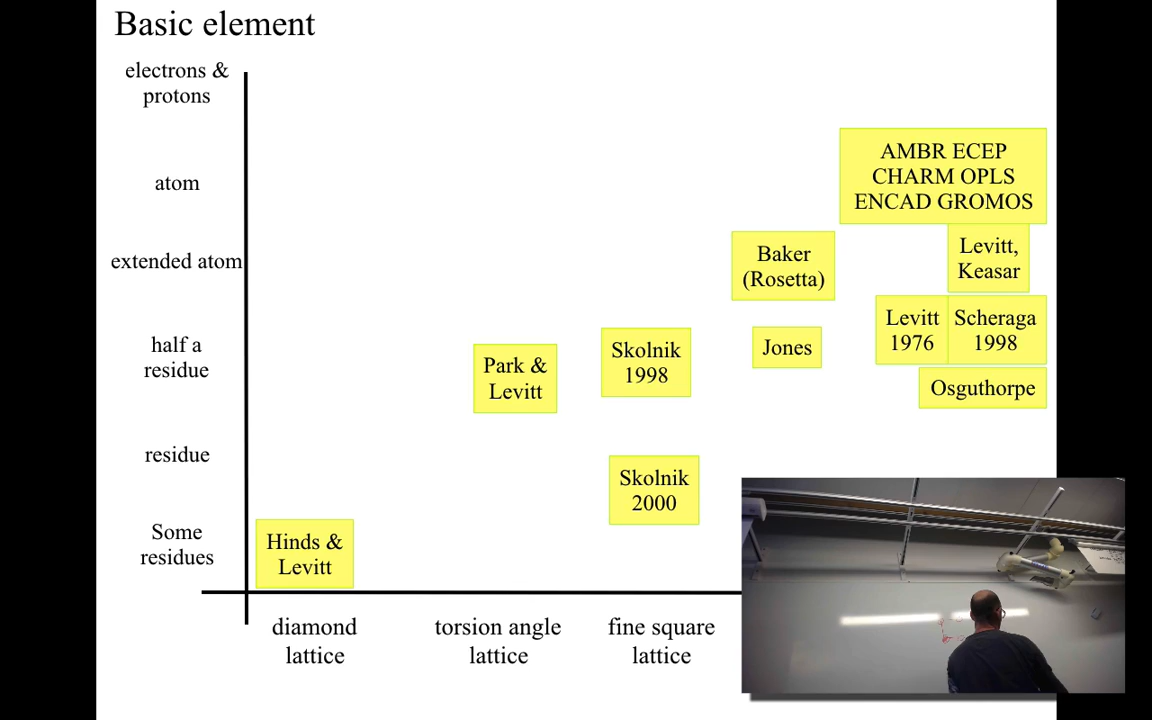 Basic element
electrons &
protons
atom
extended atom
half a
residue
residue
Some
residues
AMBR ECEP
CHARM OPLS
ENCAD GROMOS
Baker
(Rosetta)
Levitt,
Keasar
Levitt
1976
Scheraga
1998
Jones
Osguthorpe
Park &
Levitt
Skolnik
1998
Skolnik
2000
Hinds &
Levitt
diamond
lattice
torsion angle
lattice
fine square
lattice